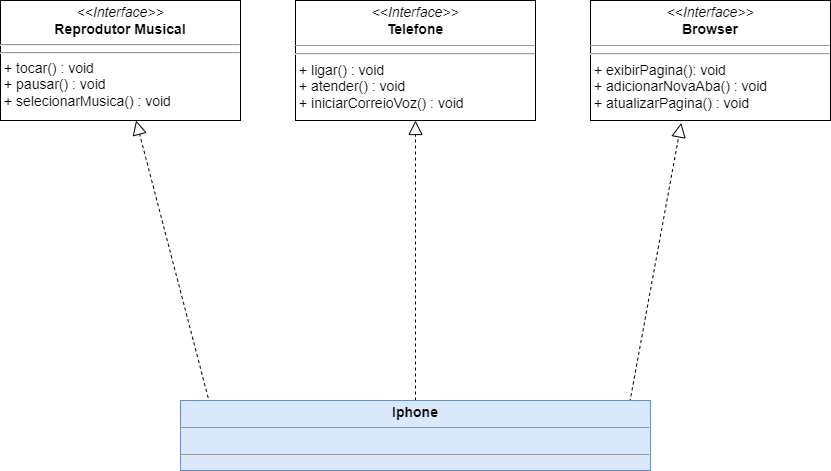 <<Interface>>
Reprodutor Musical
+ tocar() : void
+ pausar() : void
+ selecionarMusica() : void
<<Interface>>
Telefone
+ ligar() : void
+ atender() : void
+ iniciarCorreioVoz() : void
<<Interface>>
Browser
+ exibirPagina(): void
+ adicionarNovaAba() : void
+ atualizarPagina() : void
Iphone